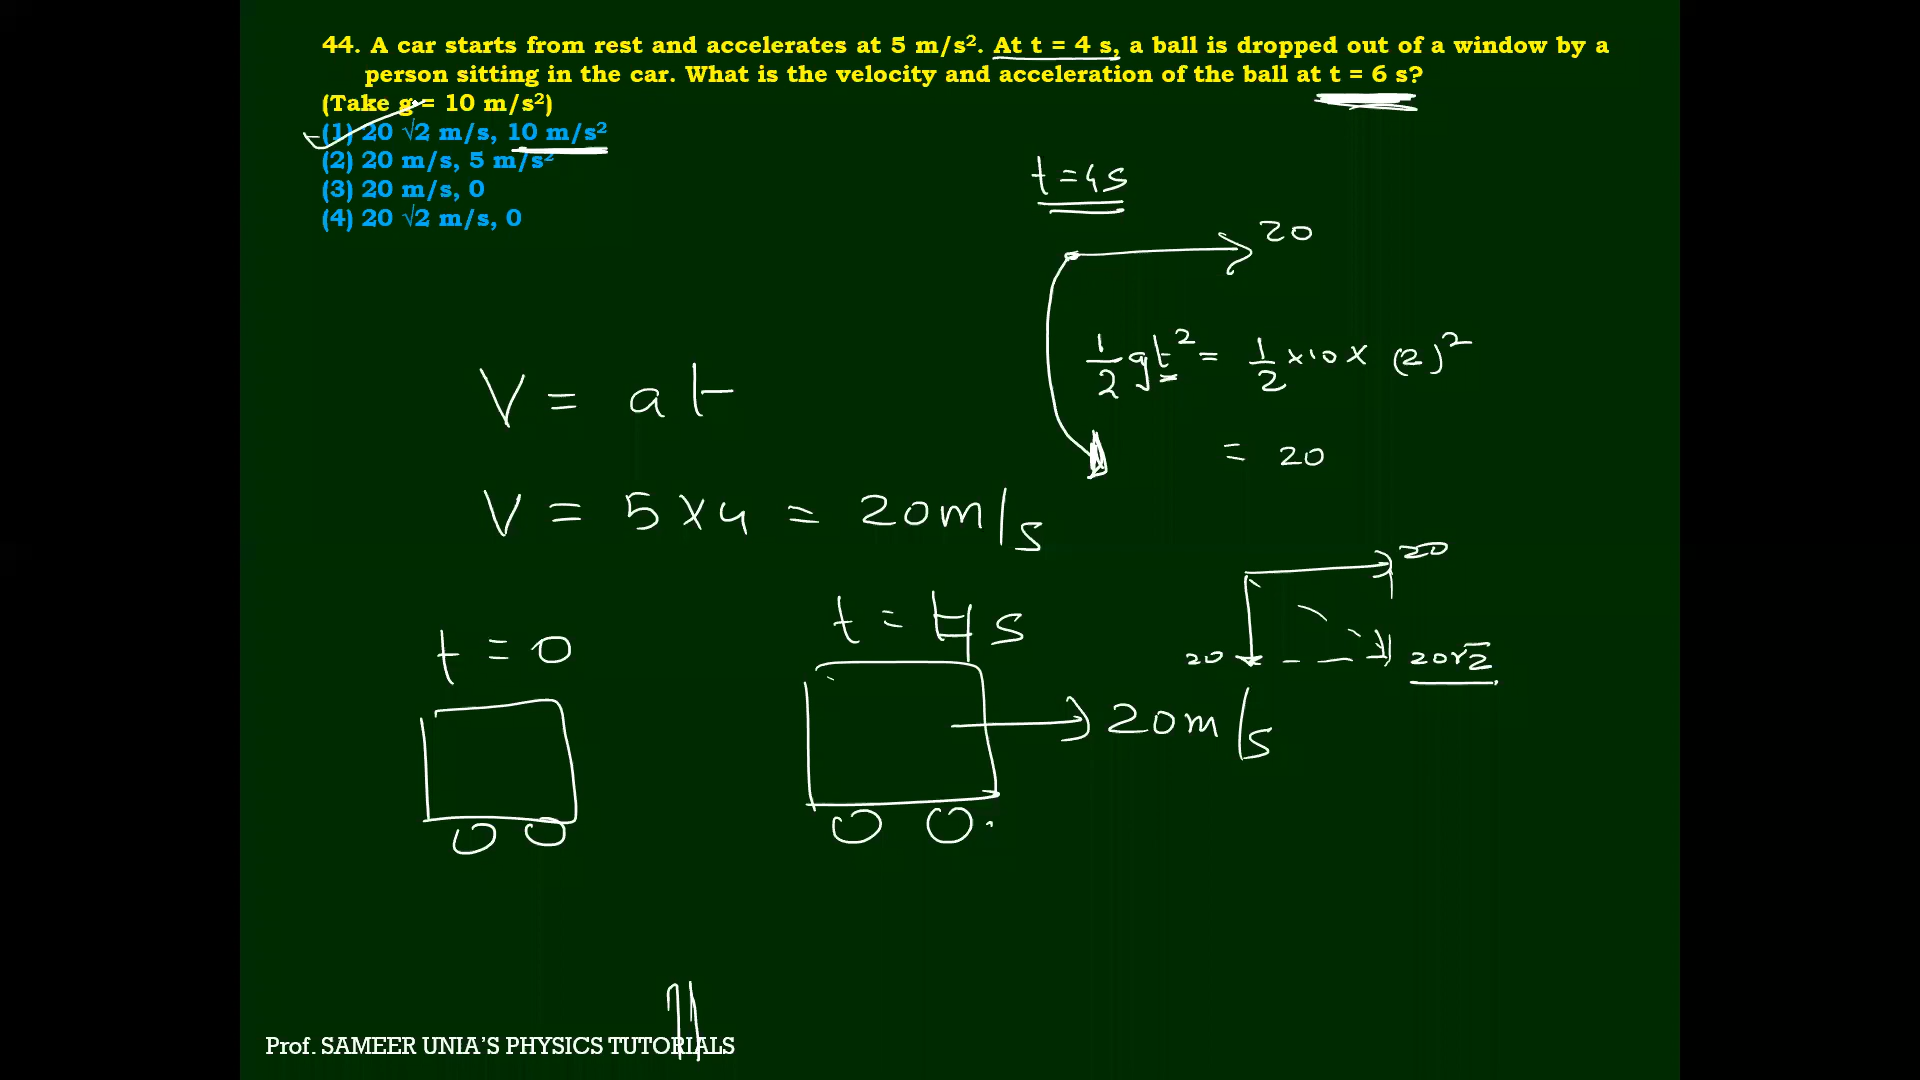 44. A car starts from rest and accelerates at 5 m/s². At t = 4 s, a ball is dropped out of a window by a
person sitting in the car. What is the velocity and acceleration of the ball at t = 6 s?
(Take g = 10 m/s²)
(1) 20 √2 m/s, 10 m/s²
(2) 20 m/s, 5 m/s²
(3) 20 m/s, 0
(4) 20 √2 m/s, 0
t = 4s
20
1/2 gt² = 1/2 × 10 × (2)²
= 20
V = at
V = 5 × 4 = 20 m/s
20
20
20√2
t = 0
t = 4 s
20 m/s
Prof. SAMEER UNIA'S PHYSICS TUTORIALS